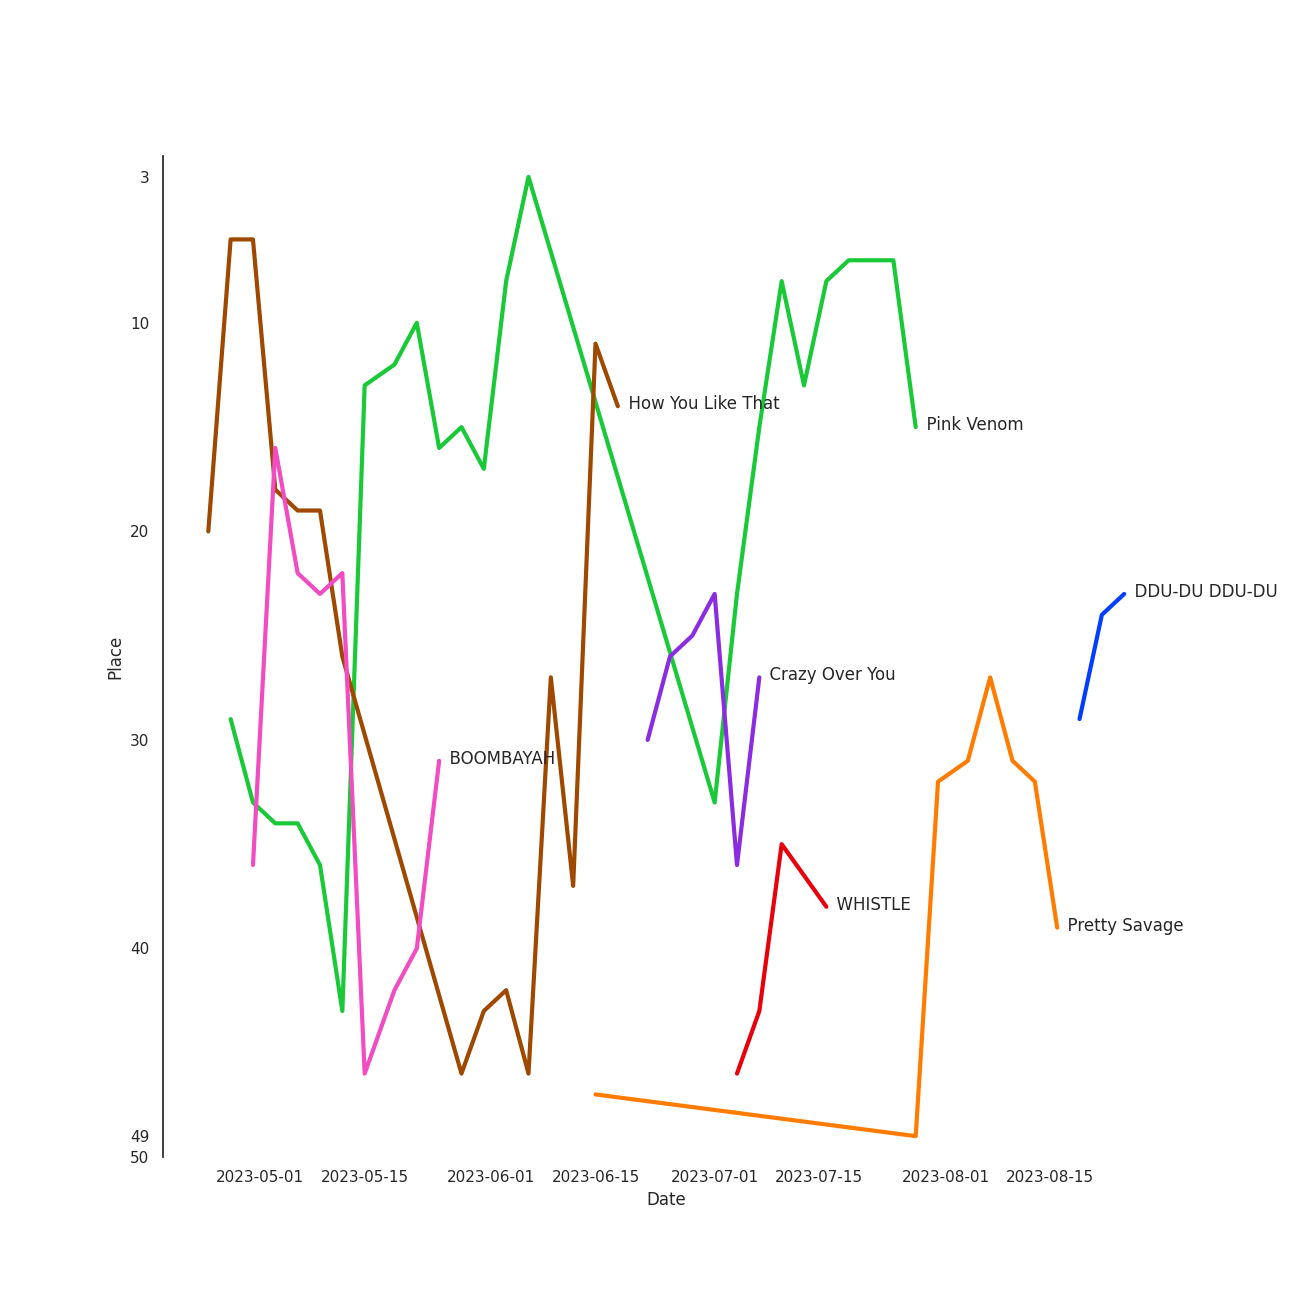 3
10
How You Like That
Pink Venom
20
DDU-DU DDU-DU
Place
Crazy Over You
30
BOOMBAYAH
WHISTLE
Pretty Savage
40
49
50
2023-05-01 2023-05-15 2023-06-01 2023-06-15 2023-07-01 2023-07-15 2023-08-01 2023-08-15
Date